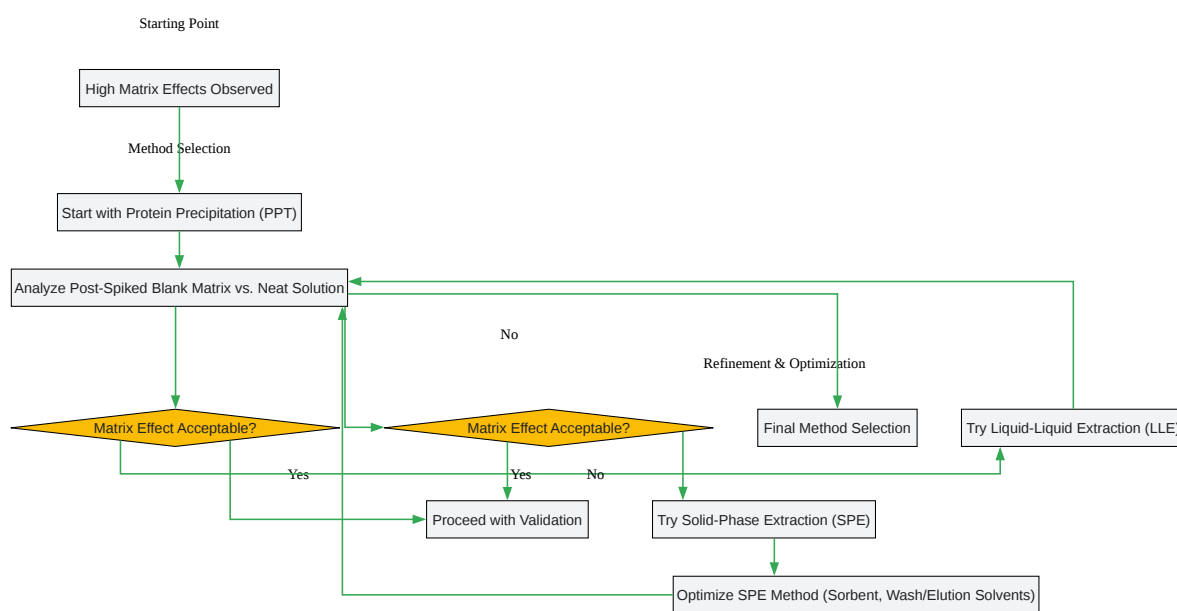 Starting Point
High Matrix Effects Observed
Method Selection
Start with Protein Precipitation (PPT)
Analyze Post-Spiked Blank Matrix vs. Neat Solution
No
Refinement & Optimization
Matrix Effect Acceptable?
Matrix Effect Acceptable?
Final Method Selection
Try Liquid-Liquid Extraction (LLE)
Yes
Yes
No
Proceed with Validation
Try Solid-Phase Extraction (SPE)
Optimize SPE Method (Sorbent, Wash/Elution Solvents)